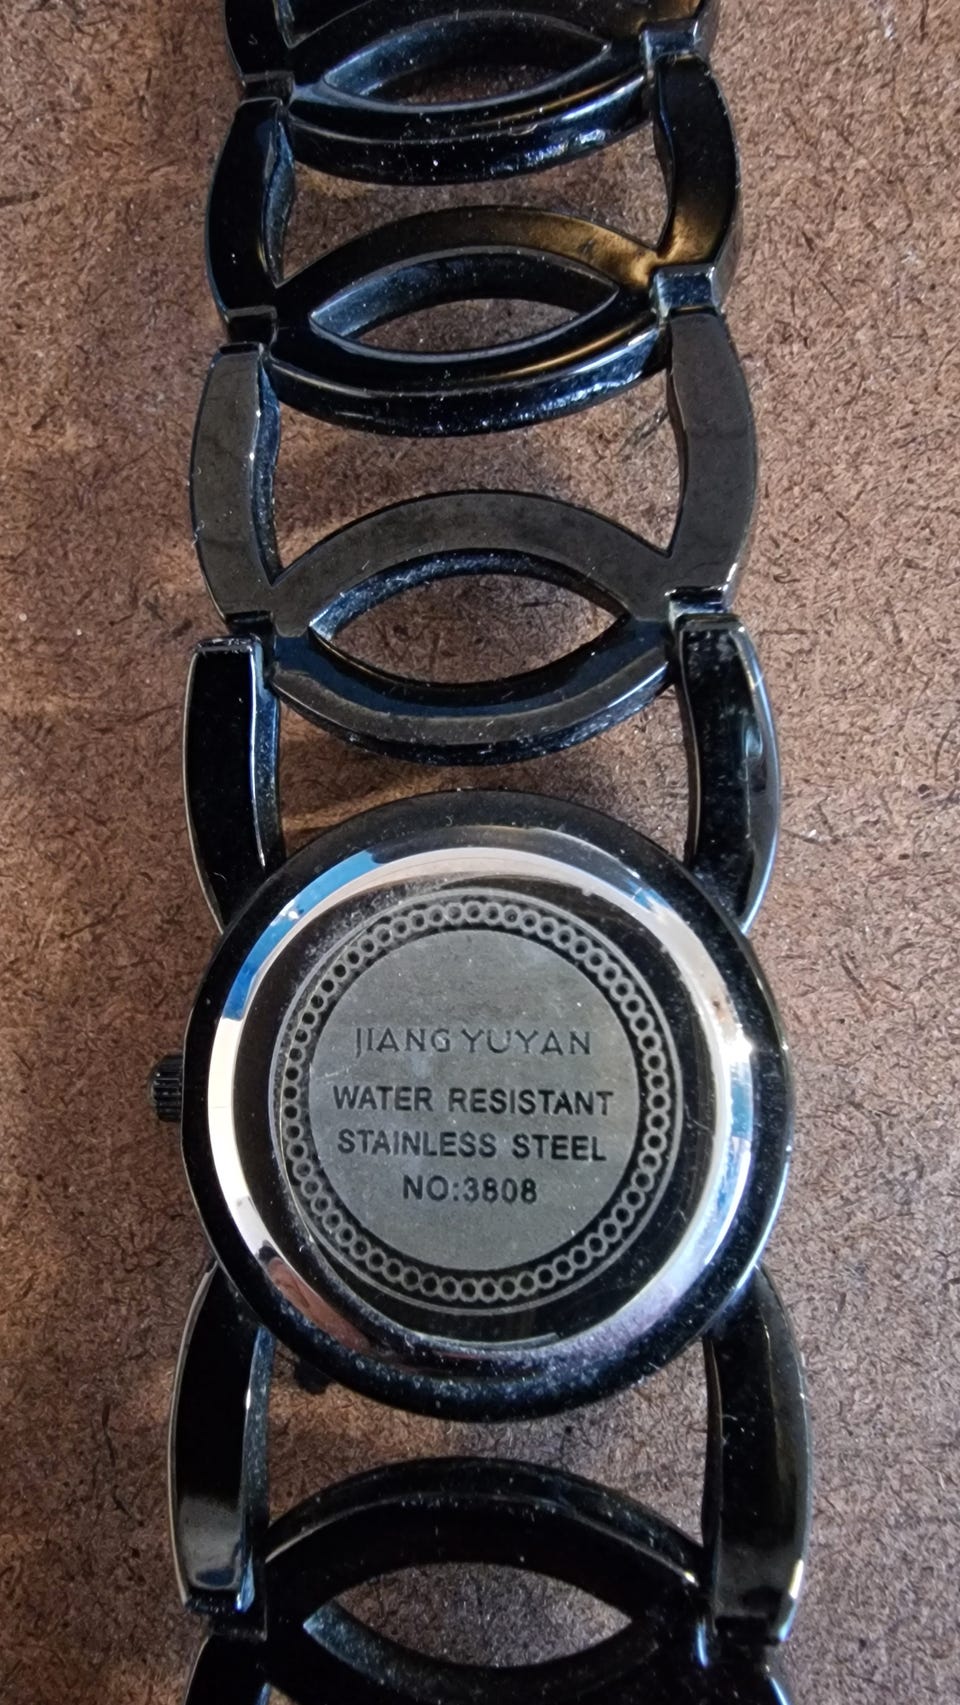 JIANG YUYAN
WATER RESISTANT
STAINLESS STEEL
NO:3808